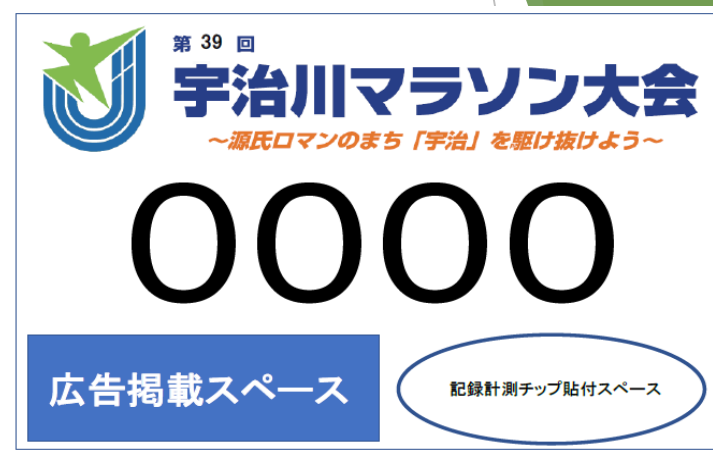 第 39 回
宇治川マラソン大会
～源氏ロマンのまち「宇治」を駆け抜けよう～
OOOO
広告掲載スペース
記録計測チップ貼付スペース